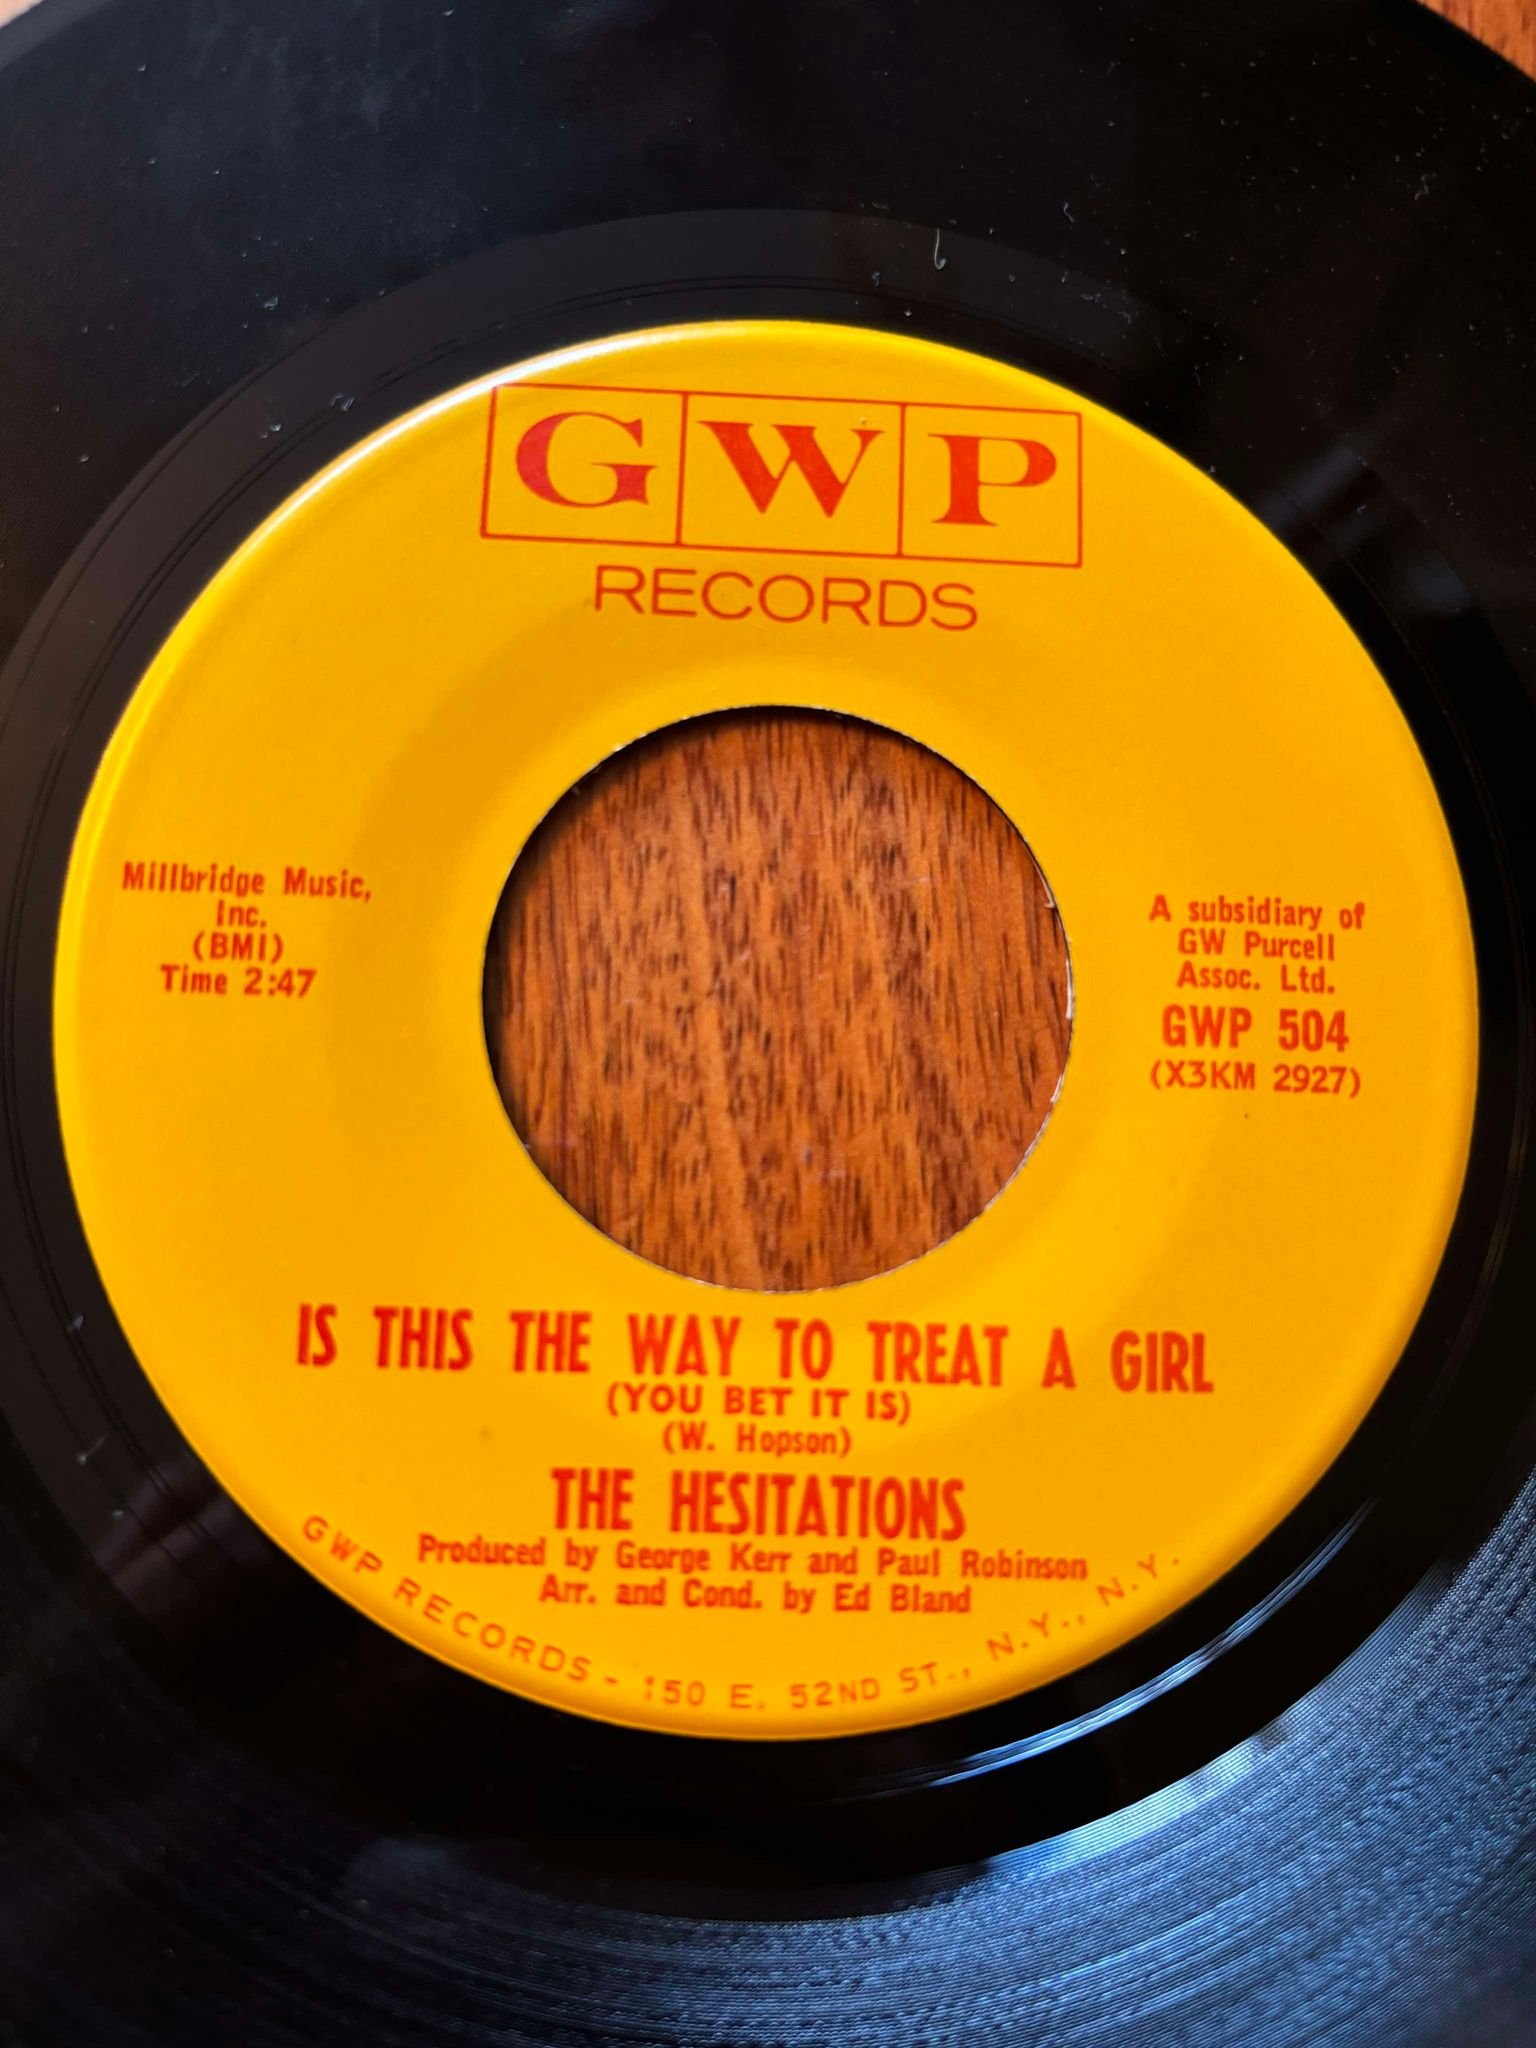 GWP
RECORDS
Millbridge Music,
Inc.
(BMI)
Time 2:47
A subsidiary of
GW Purcell
Assoc. Ltd.
GWP 504
(X3KM 2927)
IS THIS THE WAY TO TREAT A GIRL
(YOU BET IT IS)
(W. Hopson)
THE HESITATIONS
Produced by George Kerr and Paul Robinson
Arr. and Cond. by Ed Bland
GWP RECORDS - 150 E. 52ND ST., N.Y., N.Y.